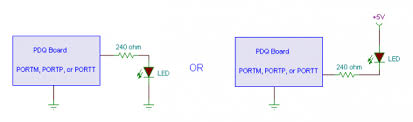 PDQ Board
PORTM, PORTP, or PORTT
240 ohm
LED
OR
+5V
PDQ Board
PORTM, PORTP, or PORTT
240 ohm
LED